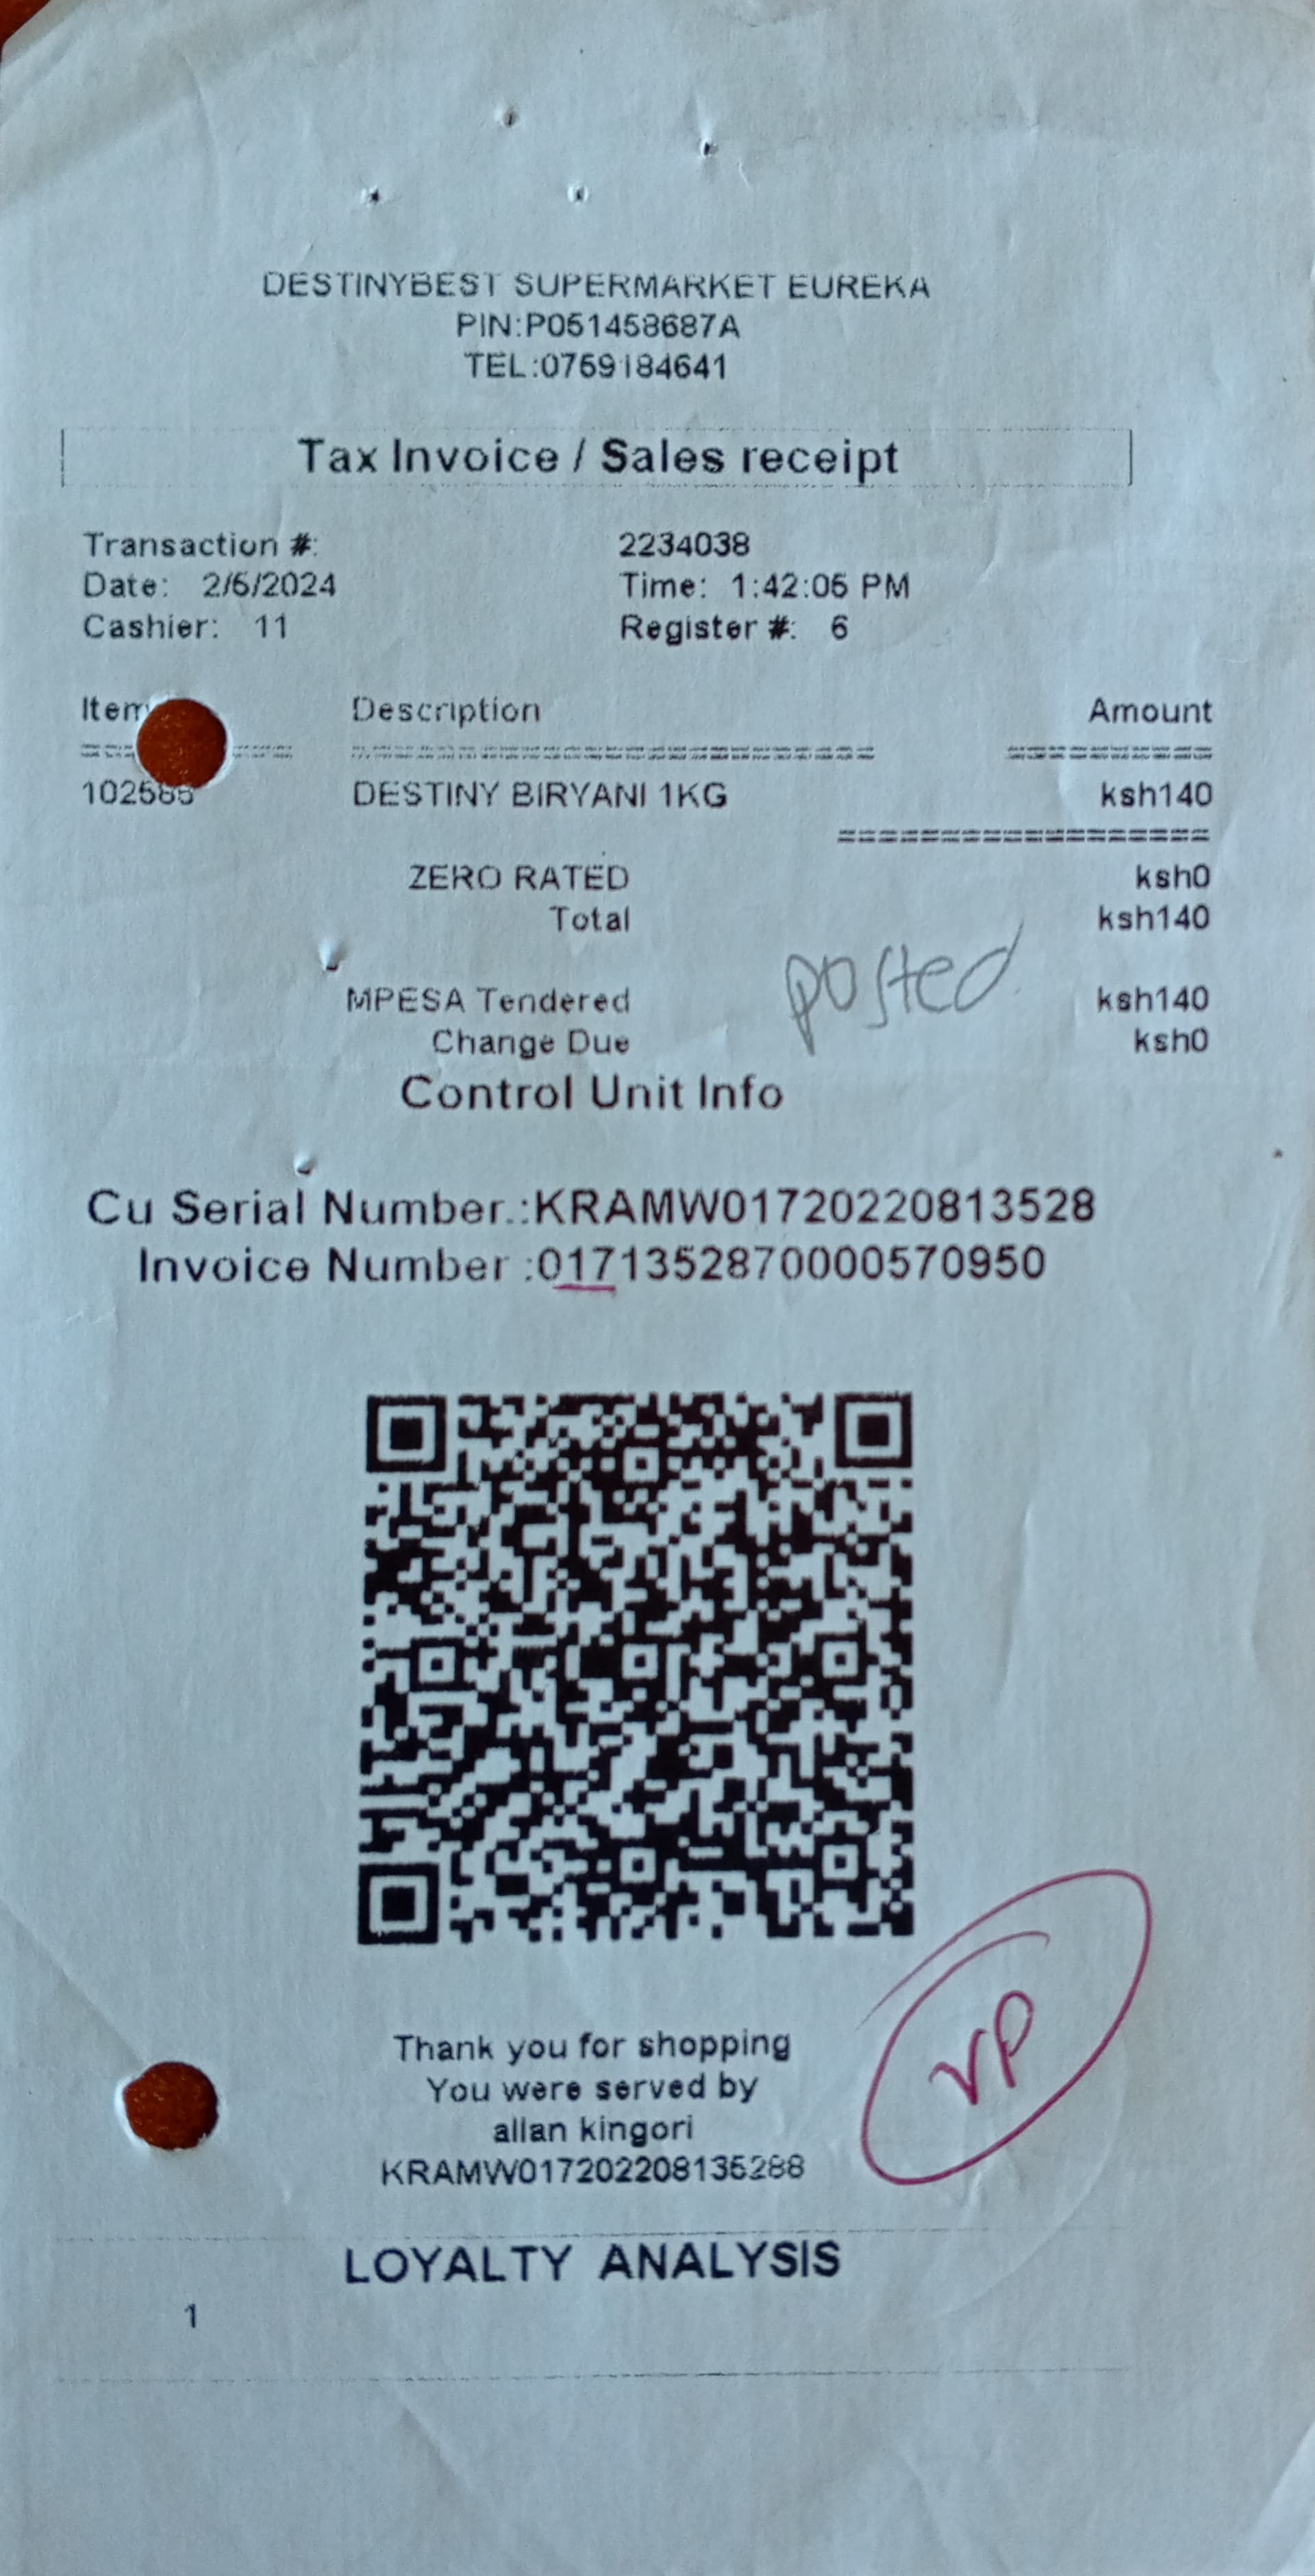 DESTINYBEST SUPERMARKET EUREKA
PIN:P051458687A
TEL:0759184641
Tax Invoice / Sales receipt
Transaction #: 2234038
Date: 2/5/2024 Time: 1:42:05 PM
Cashier: 11 Register #: 6
Item Description Amount
DESTINY BIRYANI 1KG ksh140
ZERO RATED ksh0
Total ksh140
posted
MPESA Tendered ksh140
Change Due ksh0
Control Unit Info
Cu Serial Number.:KRAMW01720220813528
Invoice Number :0171352870000570950
Thank you for shopping
You were served by
allan kingori
KRAMW017202208135288
VP
LOYALTY ANALYSIS
1